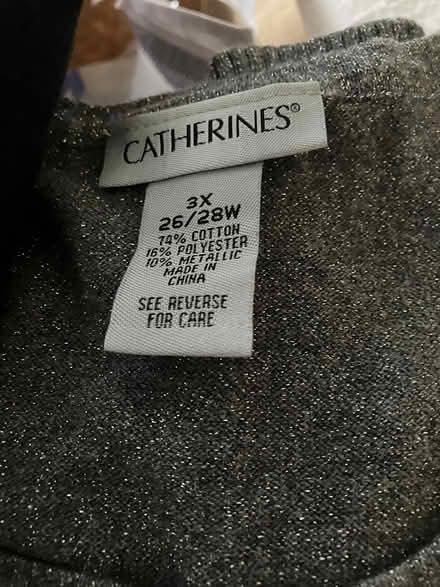 CATHERINES®
3X
26/28W
74% COTTON
16% POLYESTER
10% METALLIC
MADE IN
CHINA
SEE REVERSE
FOR CARE